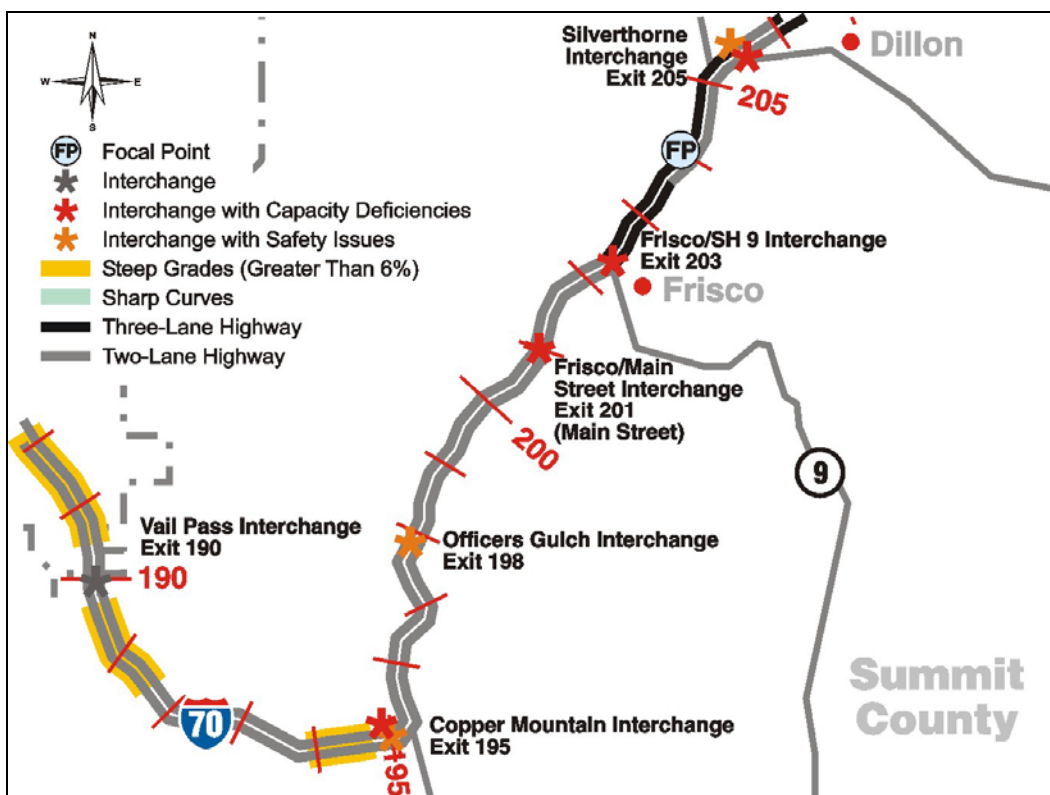 N
W E
S
FP Focal Point
Interchange
Interchange with Capacity Deficiencies
Interchange with Safety Issues
Steep Grades (Greater Than 6%)
Sharp Curves
Three-Lane Highway
Two-Lane Highway
Silverthorne
Interchange
Exit 205
Dillon
205
FP
Frisco/SH 9 Interchange
Exit 203
Frisco
Frisco/Main
Street Interchange
Exit 201
(Main Street)
200
9
Vail Pass Interchange
Exit 190
190
Officers Gulch Interchange
Exit 198
Summit
County
70
Copper Mountain Interchange
Exit 195
195